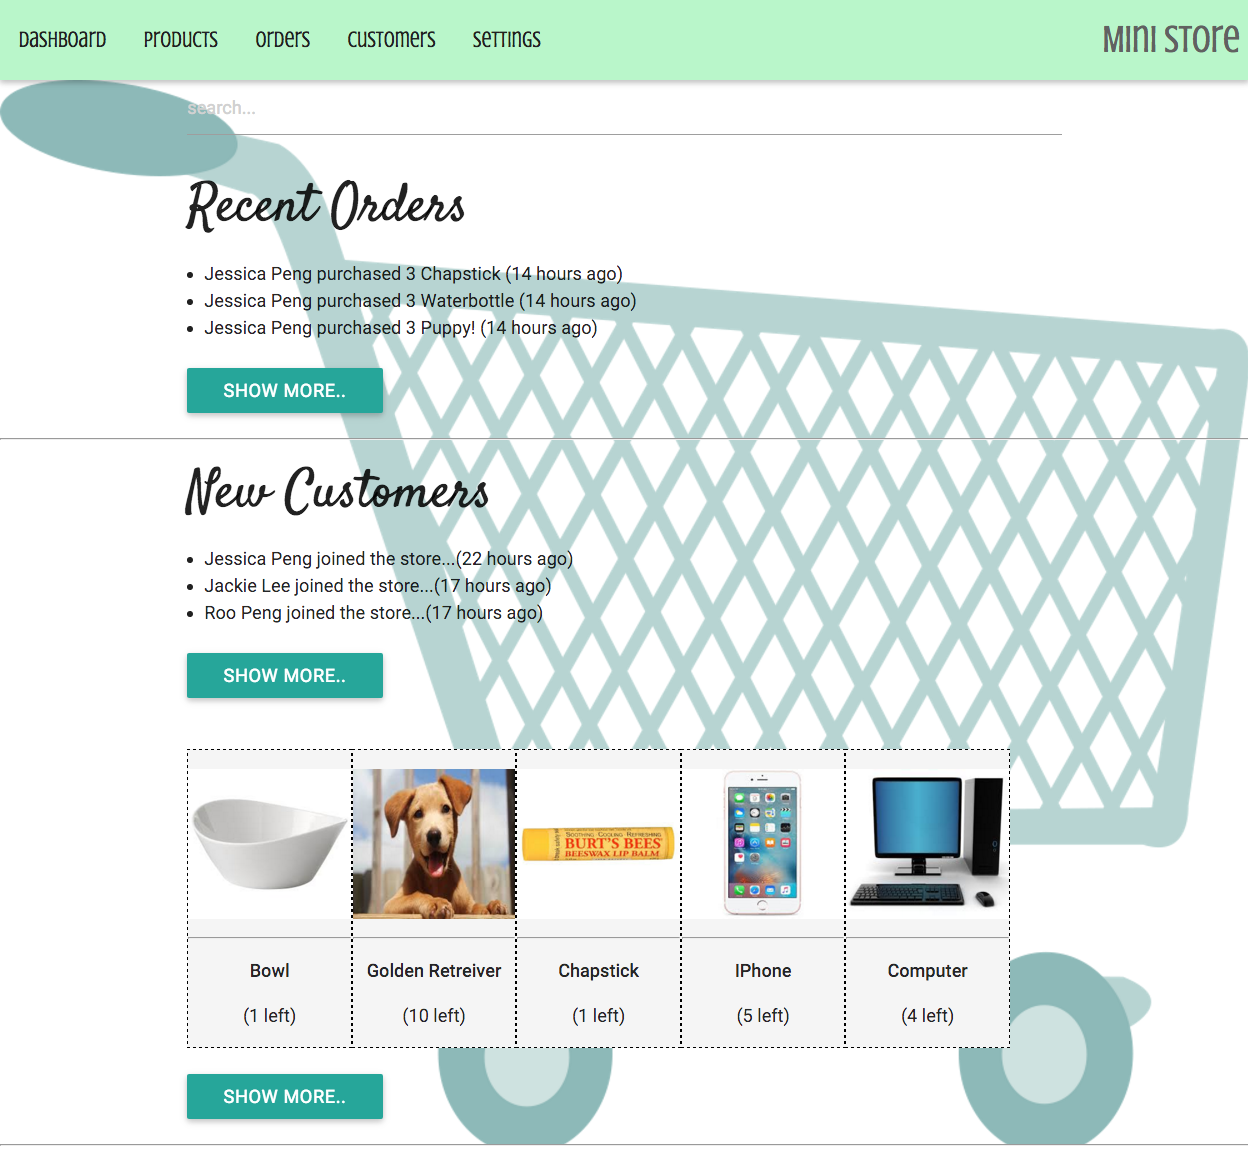 Dashboard Products Orders Customers Settings Mini Store
search...
Recent Orders
Jessica Peng purchased 3 Chapstick (14 hours ago)
Jessica Peng purchased 3 Waterbottle (14 hours ago)
Jessica Peng purchased 3 Puppy! (14 hours ago)
SHOW MORE..
New Customers
Jessica Peng joined the store...(22 hours ago)
Jackie Lee joined the store...(17 hours ago)
Roo Peng joined the store...(17 hours ago)
SHOW MORE..
SOOTHING COOLING REFRESHING
BURT'S BEES
BEESWAX LIP BALM
Bowl Golden Retreiver Chapstick IPhone Computer
(1 left) (10 left) (1 left) (5 left) (4 left)
SHOW MORE..